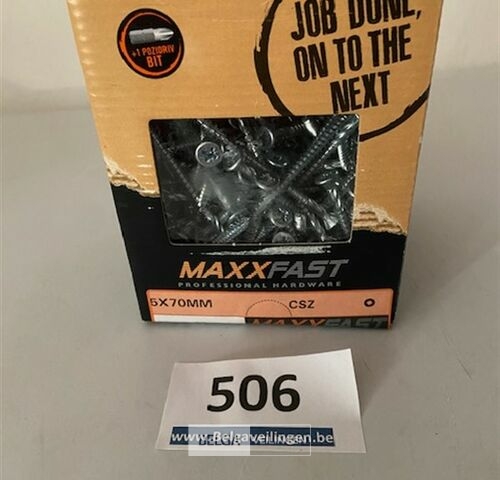 JOB DONE,
ON TO THE
NEXT
+1 POZIDRIV
BIT
MAXXFAST
PROFESSIONAL HARDWARE
5X70MM CSZ
MAXXFAST
506
www.Belgaveilingen.be